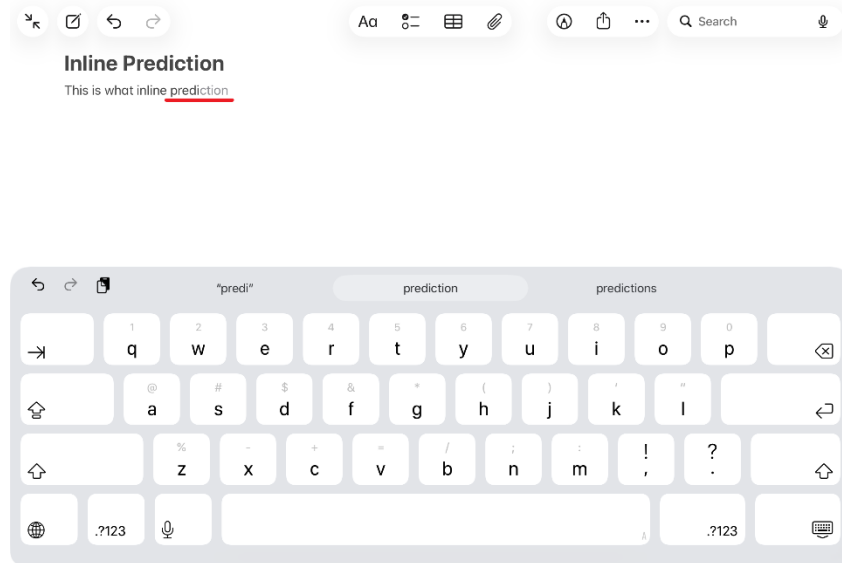 Aa Search
Inline Prediction
This is what inline prediction
“predi” prediction predictions
1 2 3 4 5 6 7 8 9 0
q w e r t y u i o p
@ # $ & * ( ) ' "
a s d f g h j k l
% - + = / ; : ! ?
z x c v b n m , .
.?123 .?123